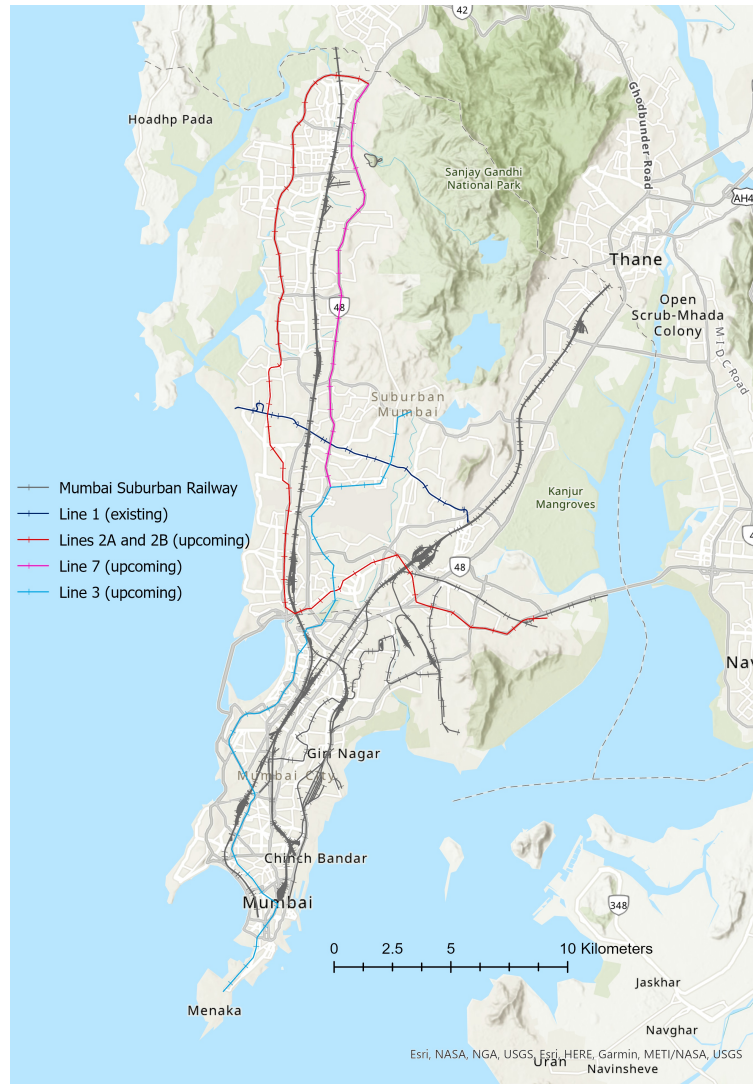 42
Hoadhp Pada
Ghodbunder Road
Sanjay Gandhi
National Park
AH4
Thane
Open
Scrub-Mhada
Colony
48
MIDC Road
Suburban
Mumbai
Mumbai Suburban Railway
Line 1 (existing)
Lines 2A and 2B (upcoming)
Line 7 (upcoming)
Line 3 (upcoming)
Kanjur
Mangroves
4
48
Nav
Giri Nagar
Mumbai City
Chinch Bandar
Mumbai
348
0 2.5 5 10 Kilometers
Jaskhar
Menaka
Navghar
Esri, NASA, NGA, USGS, Esri, HERE, Garmin, METI/NASA, USGS
Uran
Navinsheve